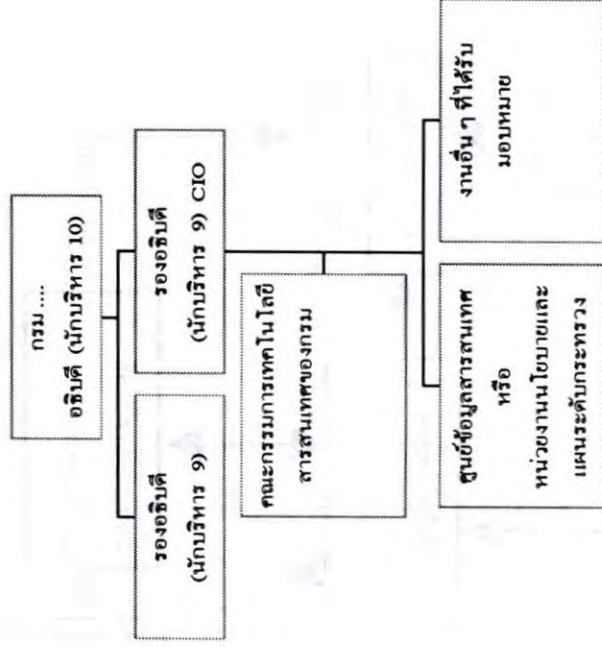 กรม ....
อธิบดี (นักบริหาร 10)
รองอธิบดี
(นักบริหาร 9)
รองอธิบดี
(นักบริหาร 9) CIO
คณะกรรมการเทคโนโลยี
สารสนเทศของกรม
ศูนย์ข้อมูลสารสนเทศ
หรือ
หน่วยงานนโยบายและ
แผนระดับกระทรวง
งานอื่น ๆ ที่ได้รับ
มอบหมาย